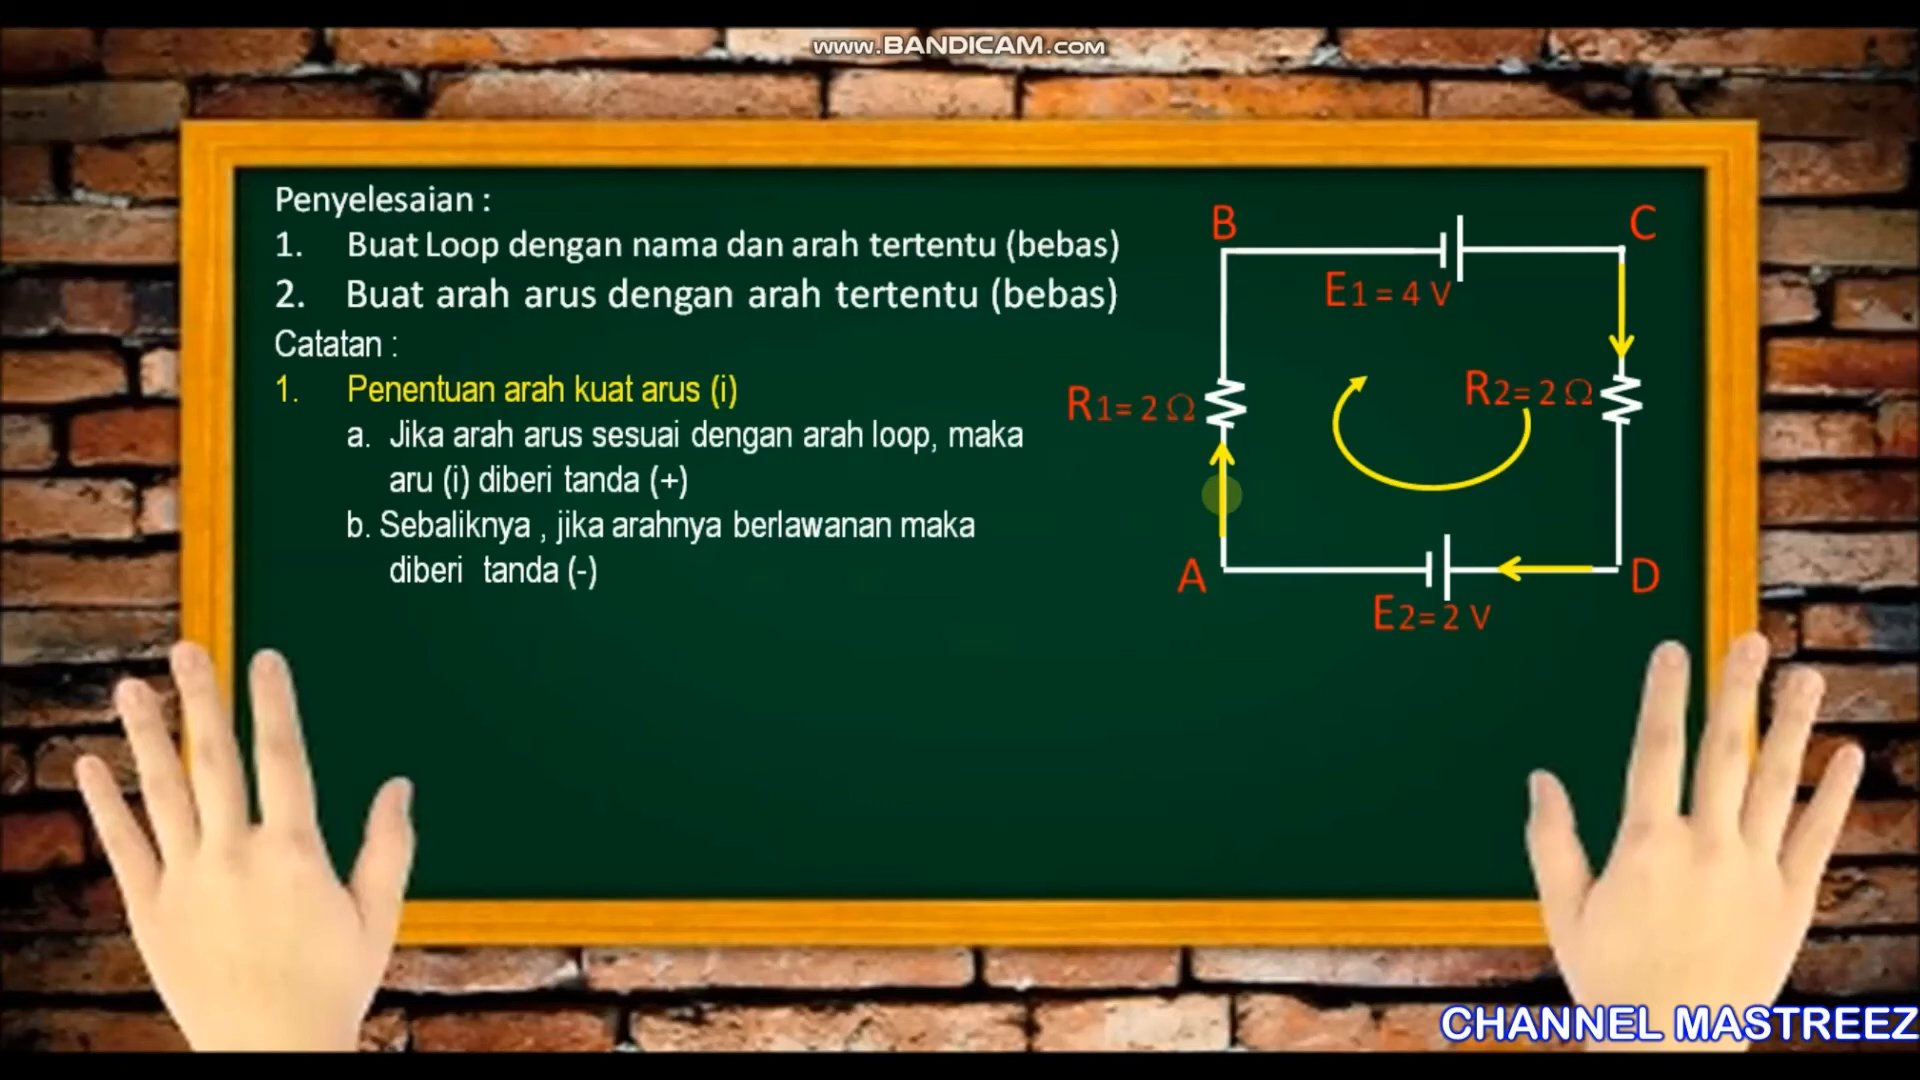 www.BANDICAM.com
Penyelesaian :
1. Buat Loop dengan nama dan arah tertentu (bebas)
2. Buat arah arus dengan arah tertentu (bebas)
Catatan :
1. Penentuan arah kuat arus (i)
a. Jika arah arus sesuai dengan arah loop, maka
aru (i) diberi tanda (+)
b. Sebaliknya , jika arahnya berlawanan maka
diberi tanda (-)
B
C
E1 = 4 V
R1= 2 Ω
R2= 2 Ω
A
D
E2= 2 V
CHANNEL MASTREEZ